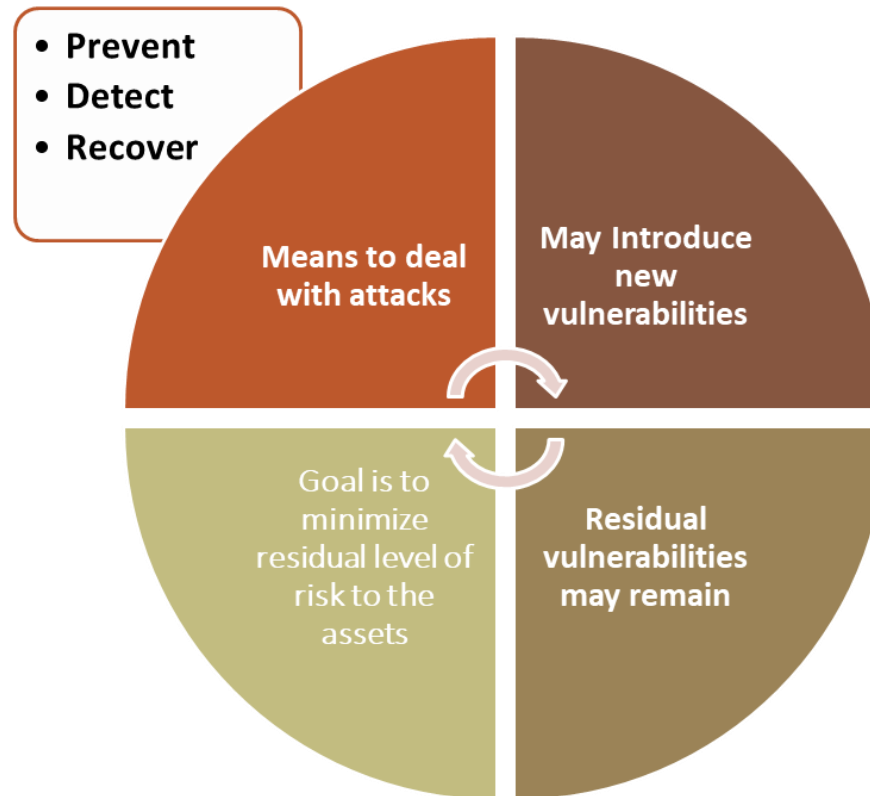 • Prevent
• Detect
• Recover
Means to deal
with attacks
May Introduce
new
vulnerabilities
Goal is to
minimize
residual level of
risk to the
assets
Residual
vulnerabilities
may remain